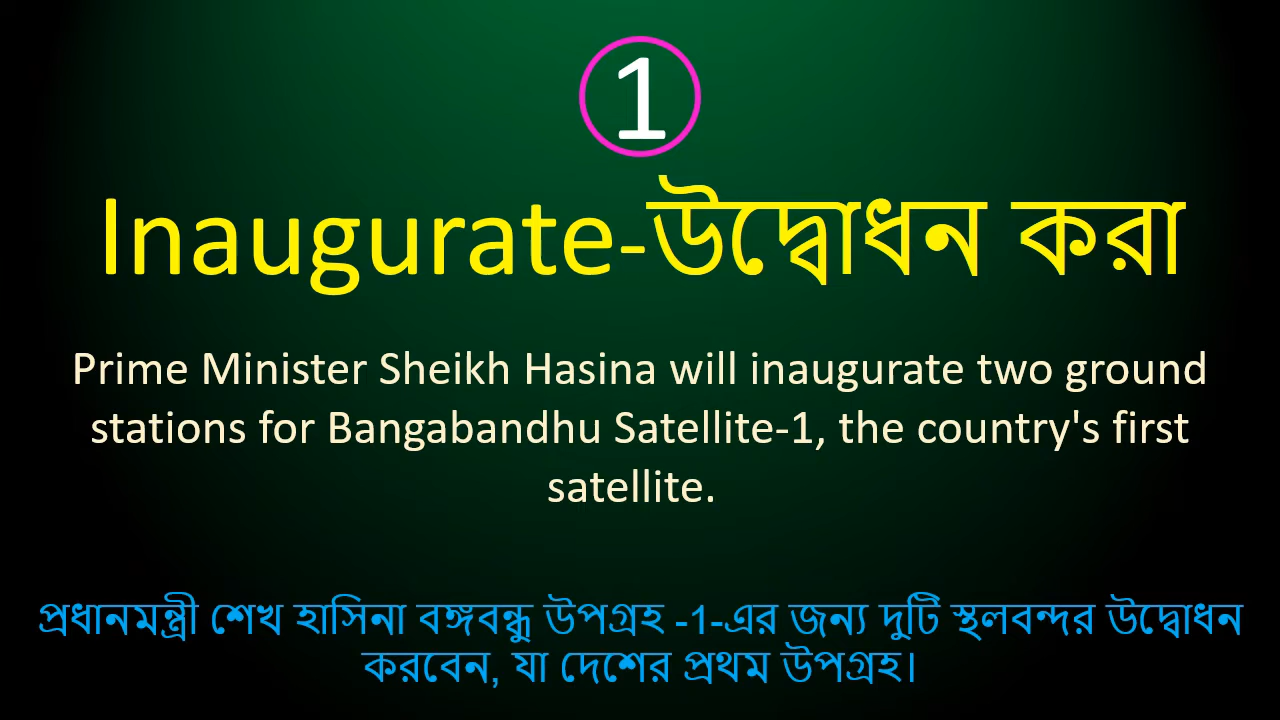 1
Inaugurate-উদ্বোধন করা
Prime Minister Sheikh Hasina will inaugurate two ground
stations for Bangabandhu Satellite-1, the country's first
satellite.
প্রধানমন্ত্রী শেখ হাসিনা বঙ্গবন্ধু উপগ্রহ -1-এর জন্য দুটি স্থলবন্দর উদ্বোধন
করবেন, যা দেশের প্রথম উপগ্রহ।